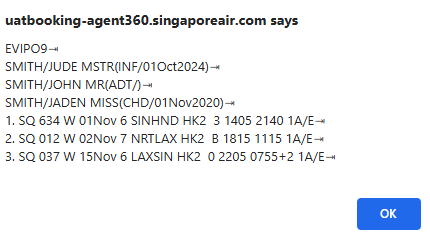 uatbooking-agent360.singaporeair.com says
EVIPO9⇥
SMITH/JUDE MSTR(INF/01Oct2024)⇥
SMITH/JOHN MR(ADT/)⇥
SMITH/JADEN MISS(CHD/01Nov2020)⇥
1. SQ 634 W 01Nov 6 SINHND HK2  3 1405 2140 1A/E⇥
2. SQ 012 W 02Nov 7 NRTLAX HK2  B 1815 1115 1A/E⇥
3. SQ 037 W 15Nov 6 LAXSIN HK2  0 2205 0755+2 1A/E⇥
OK